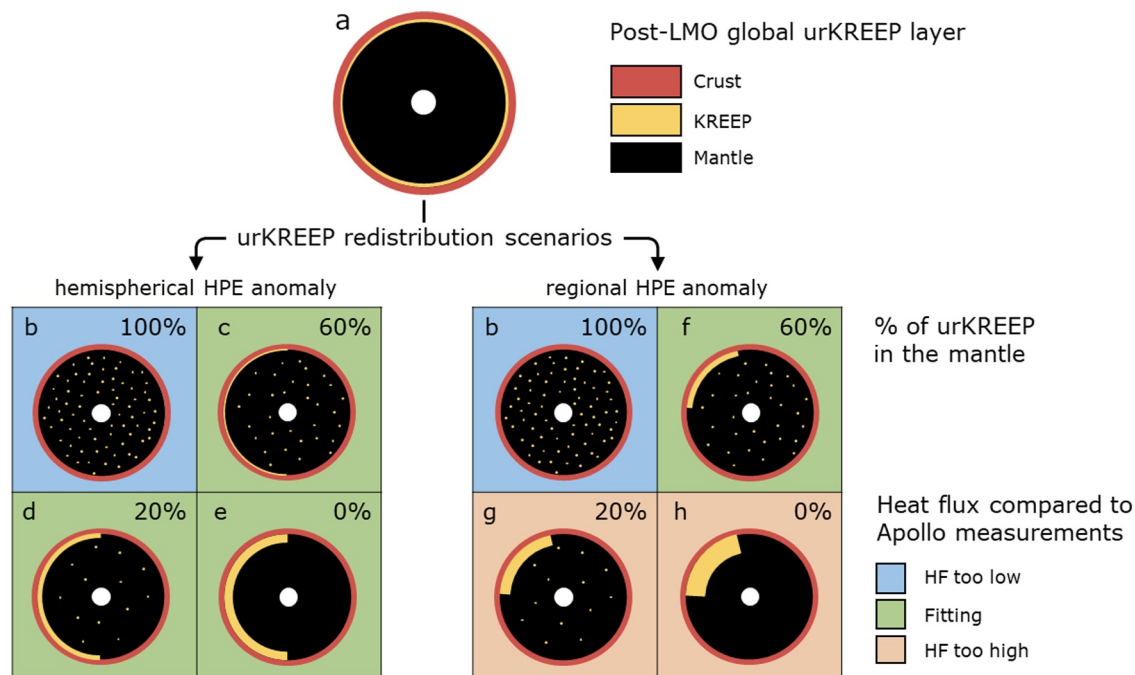 a
Post-LMO global urKREEP layer
Crust
KREEP
Mantle
urKREEP redistribution scenarios
hemispherical HPE anomaly
regional HPE anomaly
b 100%
c 60%
b 100%
f 60%
% of urKREEP
in the mantle
d 20%
e 0%
g 20%
h 0%
Heat flux compared to
Apollo measurements
HF too low
Fitting
HF too high